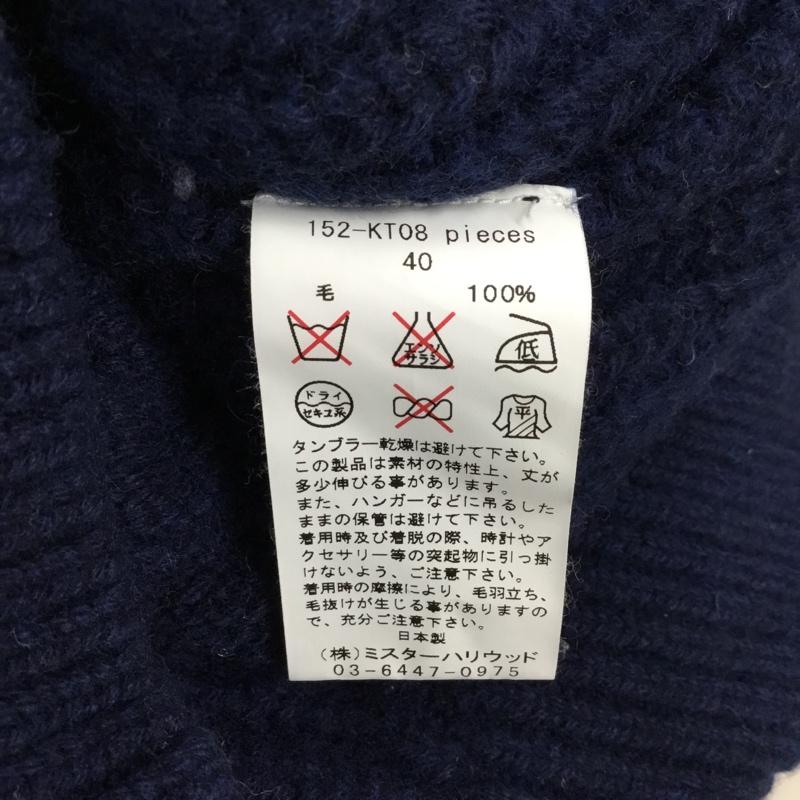 152-KT08 pieces
40
毛 100%
エンソ
サラシ
低
ドライ
セキユ系
平
タンブラー乾燥は避けて下さい。
この製品は素材の特性上、丈が
多少伸びる事があります。
また、ハンガーなどに吊るした
ままの保管は避けて下さい。
着用時及び着脱の際、時計やア
クセサリー等の突起物に引っ掛
けないよう、ご注意下さい。
着用時の摩擦により、毛羽立ち、
毛抜けが生じる事がありますの
で、充分ご注意下さい。
日本製
(株)ミスターハリウッド
03-6447-0975